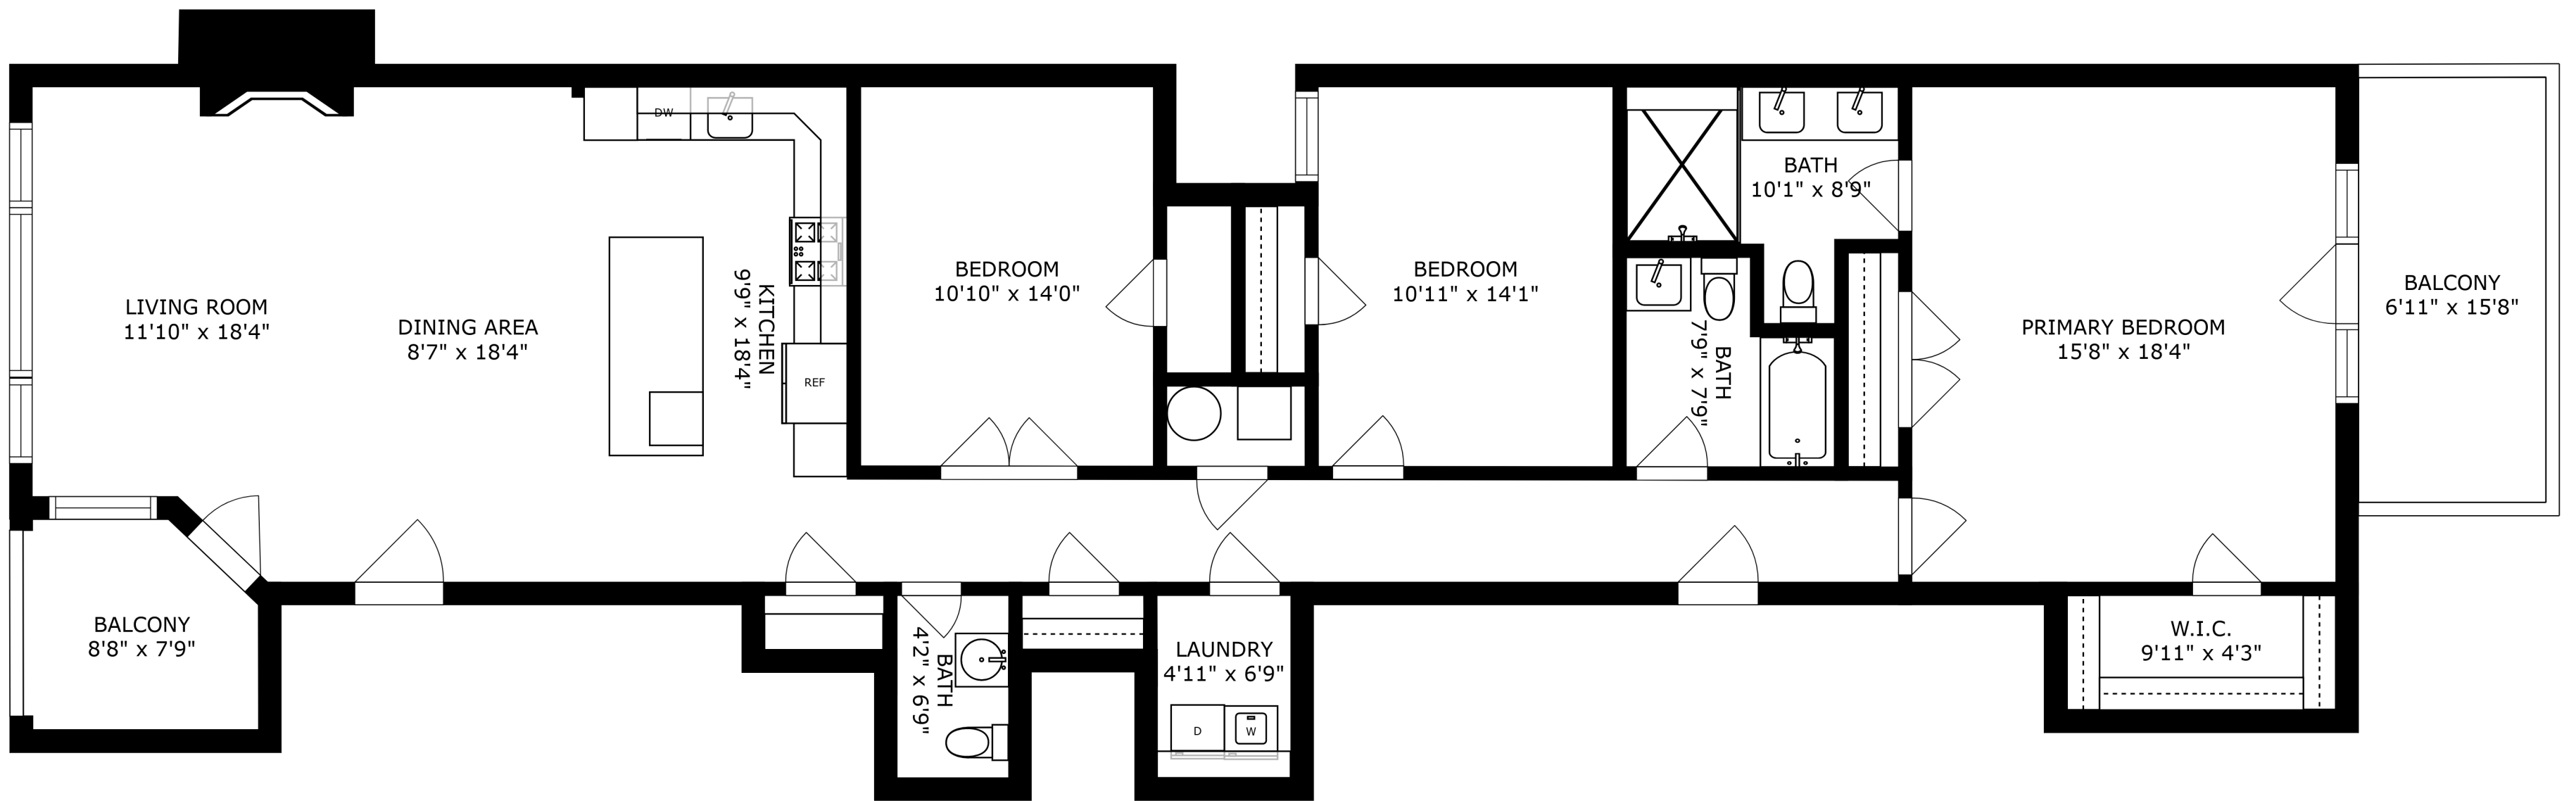 LIVING ROOM
11'10" x 18'4"
DINING AREA
8'7" x 18'4"
DW
KITCHEN
9'9" x 18'4"
REF
BEDROOM
10'10" x 14'0"
BEDROOM
10'11" x 14'1"
BATH
10'1" x 8'9"
BATH
7'9" x 7'9"
PRIMARY BEDROOM
15'8" x 18'4"
BALCONY
6'11" x 15'8"
BALCONY
8'8" x 7'9"
BATH
4'2" x 6'9"
LAUNDRY
4'11" x 6'9"
D
W
W.I.C.
9'11" x 4'3"